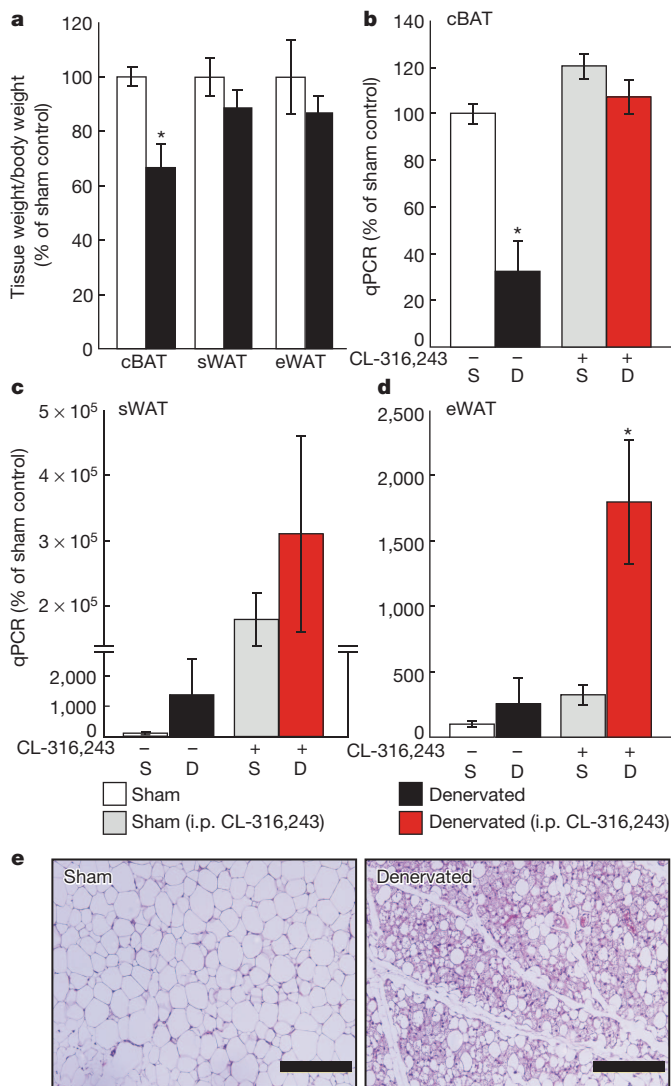 a
Tissue weight/body weight
(% of sham control)
120
100
80
60
40
20
0
*
cBAT sWAT eWAT
b
cBAT
qPCR (% of sham control)
140
120
100
80
60
40
20
0
*
CL-316,243 – – + +
S D S D
c
sWAT
qPCR (% of sham control)
5 × 10⁵
4 × 10⁵
3 × 10⁵
2 × 10⁵
2,000
1,000
0
CL-316,243 – – + +
S D S D
d
eWAT
2,500
2,000
1,500
1,000
500
0
*
CL-316,243 – – + +
S D S D
Sham
Denervated
Sham (i.p. CL-316,243)
Denervated (i.p. CL-316,243)
e
Sham
Denervated